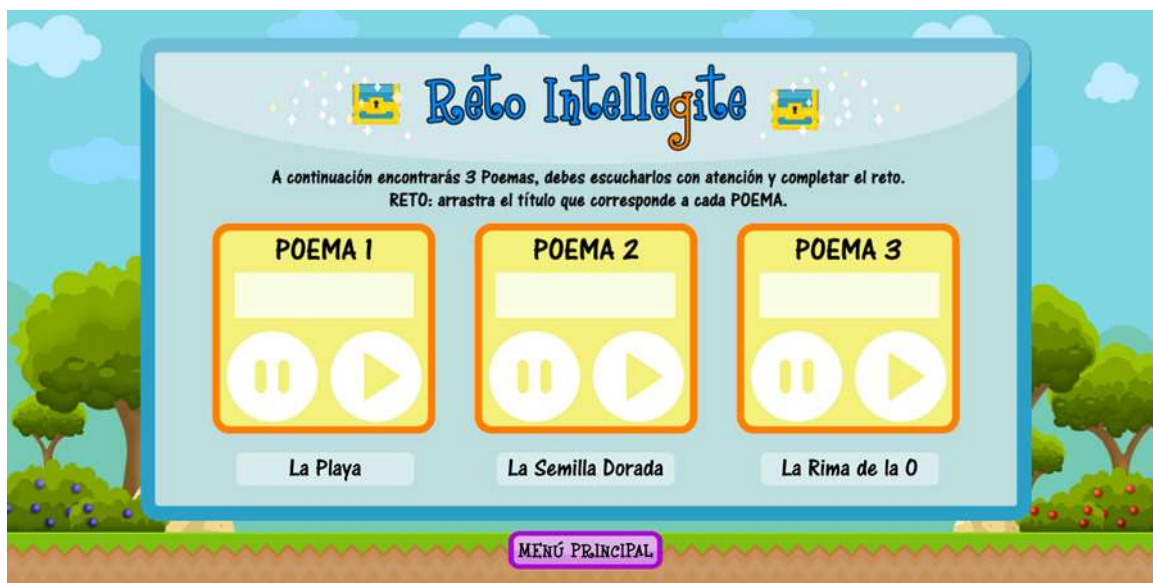 Reto Intellegite
A continuación encontrarás 3 Poemas, debes escucharlos con atención y completar el reto.
RETO: arrastra el título que corresponde a cada POEMA.
POEMA 1
POEMA 2
POEMA 3
La Playa
La Semilla Dorada
La Rima de la O
MENÚ PRINCIPAL